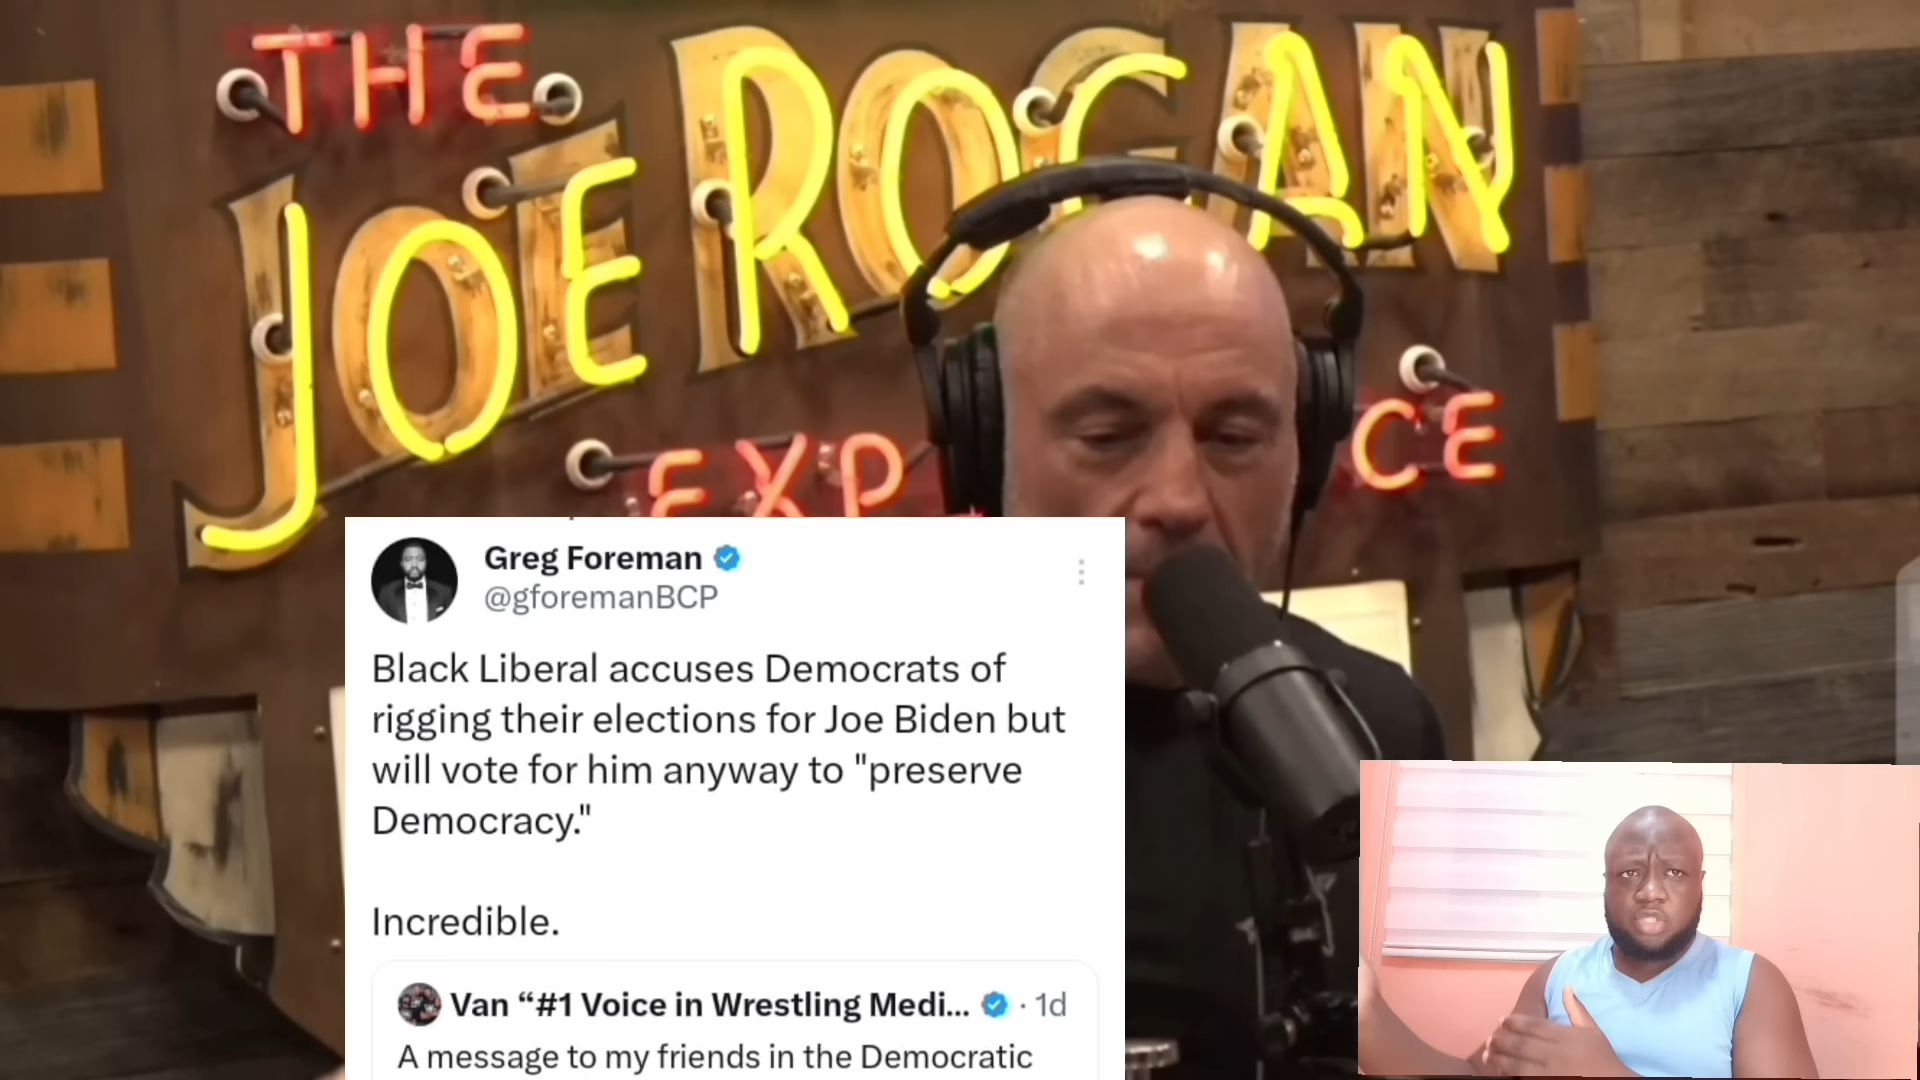 THE
JOE ROGAN
EXP CE
Greg Foreman
@gforemanBCP
Black Liberal accuses Democrats of
rigging their elections for Joe Biden but
will vote for him anyway to "preserve
Democracy."
Incredible.
Van “#1 Voice in Wrestling Medi... · 1d
A message to my friends in the Democratic